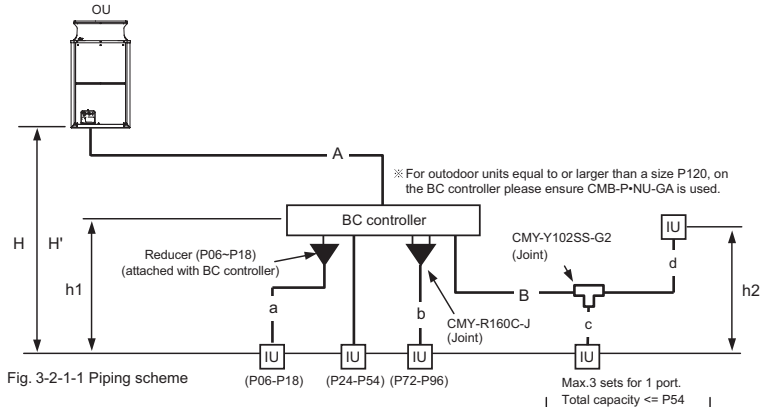 OU
A
※For outodoor units equal to or larger than a size P120, on
the BC controller please ensure CMB-P•NU-GA is used.
BC controller
H
H'
h1
Reducer (P06~P18)
(attached with BC controller)
CMY-Y102SS-G2
(Joint)
IU
d
h2
B
a
b
CMY-R160C-J
(Joint)
c
IU
IU
IU
IU
Fig. 3-2-1-1 Piping scheme
(P06-P18)
(P24-P54)
(P72-P96)
Max.3 sets for 1 port.
Total capacity <= P54